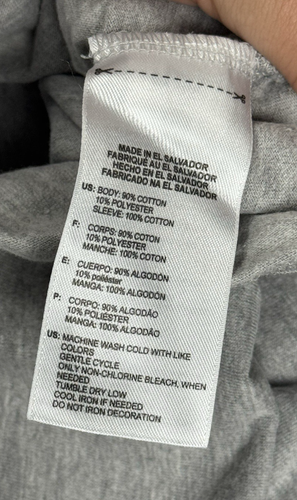 MADE IN EL SALVADOR
FABRIQUÉ AU EL SALVADOR
HECHO EN EL SALVADOR
FABRICADO NA EL SALVADOR
US: BODY: 90% COTTON
10% POLYESTER
SLEEVE: 100% COTTON
F: CORPS: 90% COTON
10% POLYESTER
MANCHE: 100% COTON
E: CUERPO: 90% ALGODÓN
10% poliéster
MANGA: 100% ALGODÓN
P: CORPO: 90% ALGODÃO
10% POLIÉSTER
MANGA: 100% ALGODÃO
US: MACHINE WASH COLD WITH LIKE
COLORS
GENTLE CYCLE
ONLY NON-CHLORINE BLEACH, WHEN
NEEDED
TUMBLE DRY LOW
COOL IRON IF NEEDED
DO NOT IRON DECORATION